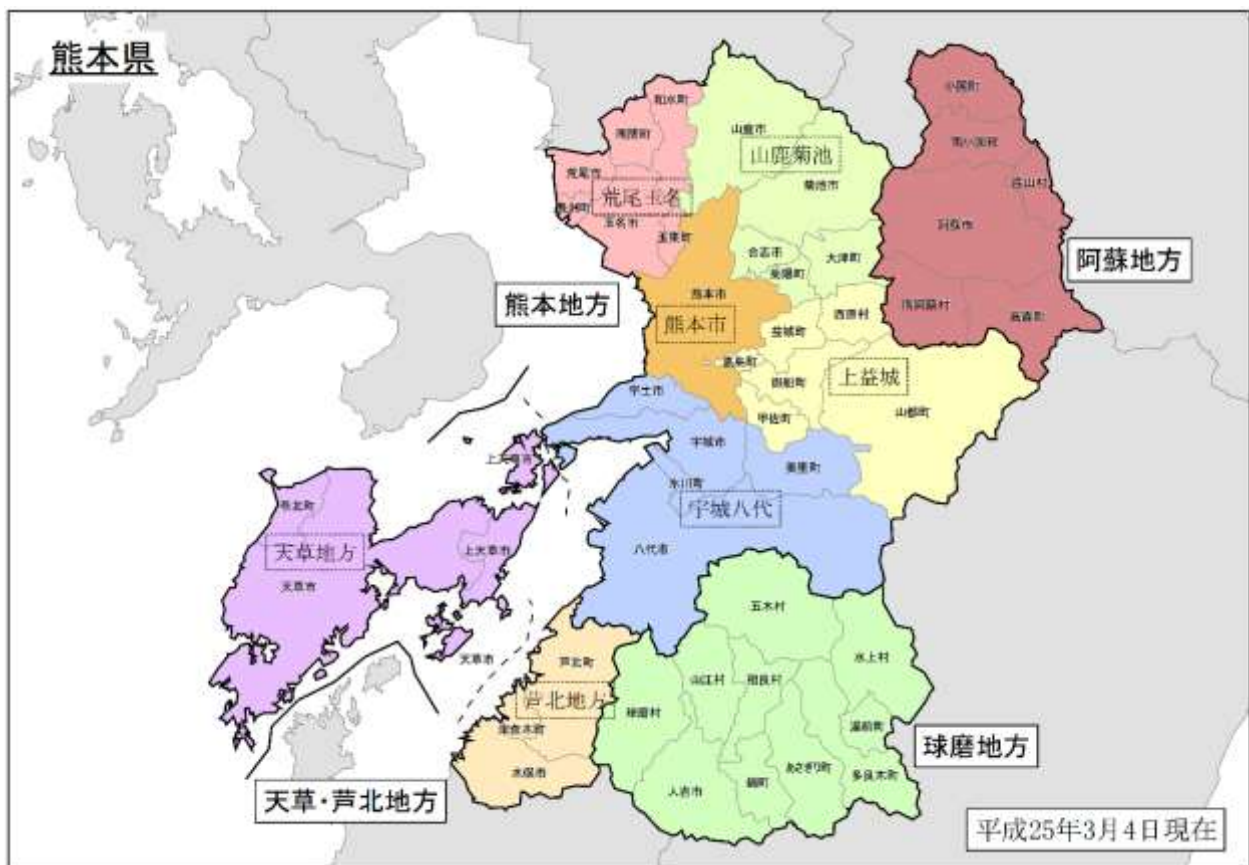 熊本県
小国町
和水町
南小国町
南関町
山鹿市
山鹿菊池
産山村
荒尾市
菊池市
荒尾玉名
長洲町
玉名市
阿蘇市
玉東町
合志市
大津町
阿蘇地方
菊陽町
熊本市
熊本地方
南阿蘇村
西原村
高森町
熊本市
益城町
嘉島町
上益城
御船町
宇土市
山都町
甲佐町
宇城市
上天草市
美里町
氷川町
苓北町
宇城八代
天草地方
上天草市
八代市
天草市
五木村
水上村
天草市
芦北町
山江村
相良村
芦北地方
球磨村
湯前町
津奈木町
球磨地方
水俣市
あさぎり町
多良木町
人吉市
錦町
天草・芦北地方
平成25年3月4日現在